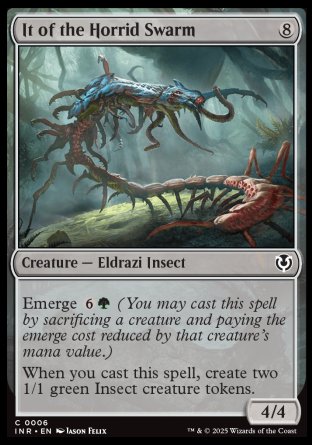 It of the Horrid Swarm 8
Creature — Eldrazi Insect
Emerge 6 (You may cast this spell
by sacrificing a creature and paying the
emerge cost reduced by that creature's
mana value.)
When you cast this spell, create two
1/1 green Insect creature tokens.
4/4
C 0006
INR • EN Jason Felix
™ & © 2025 Wizards of the Coast